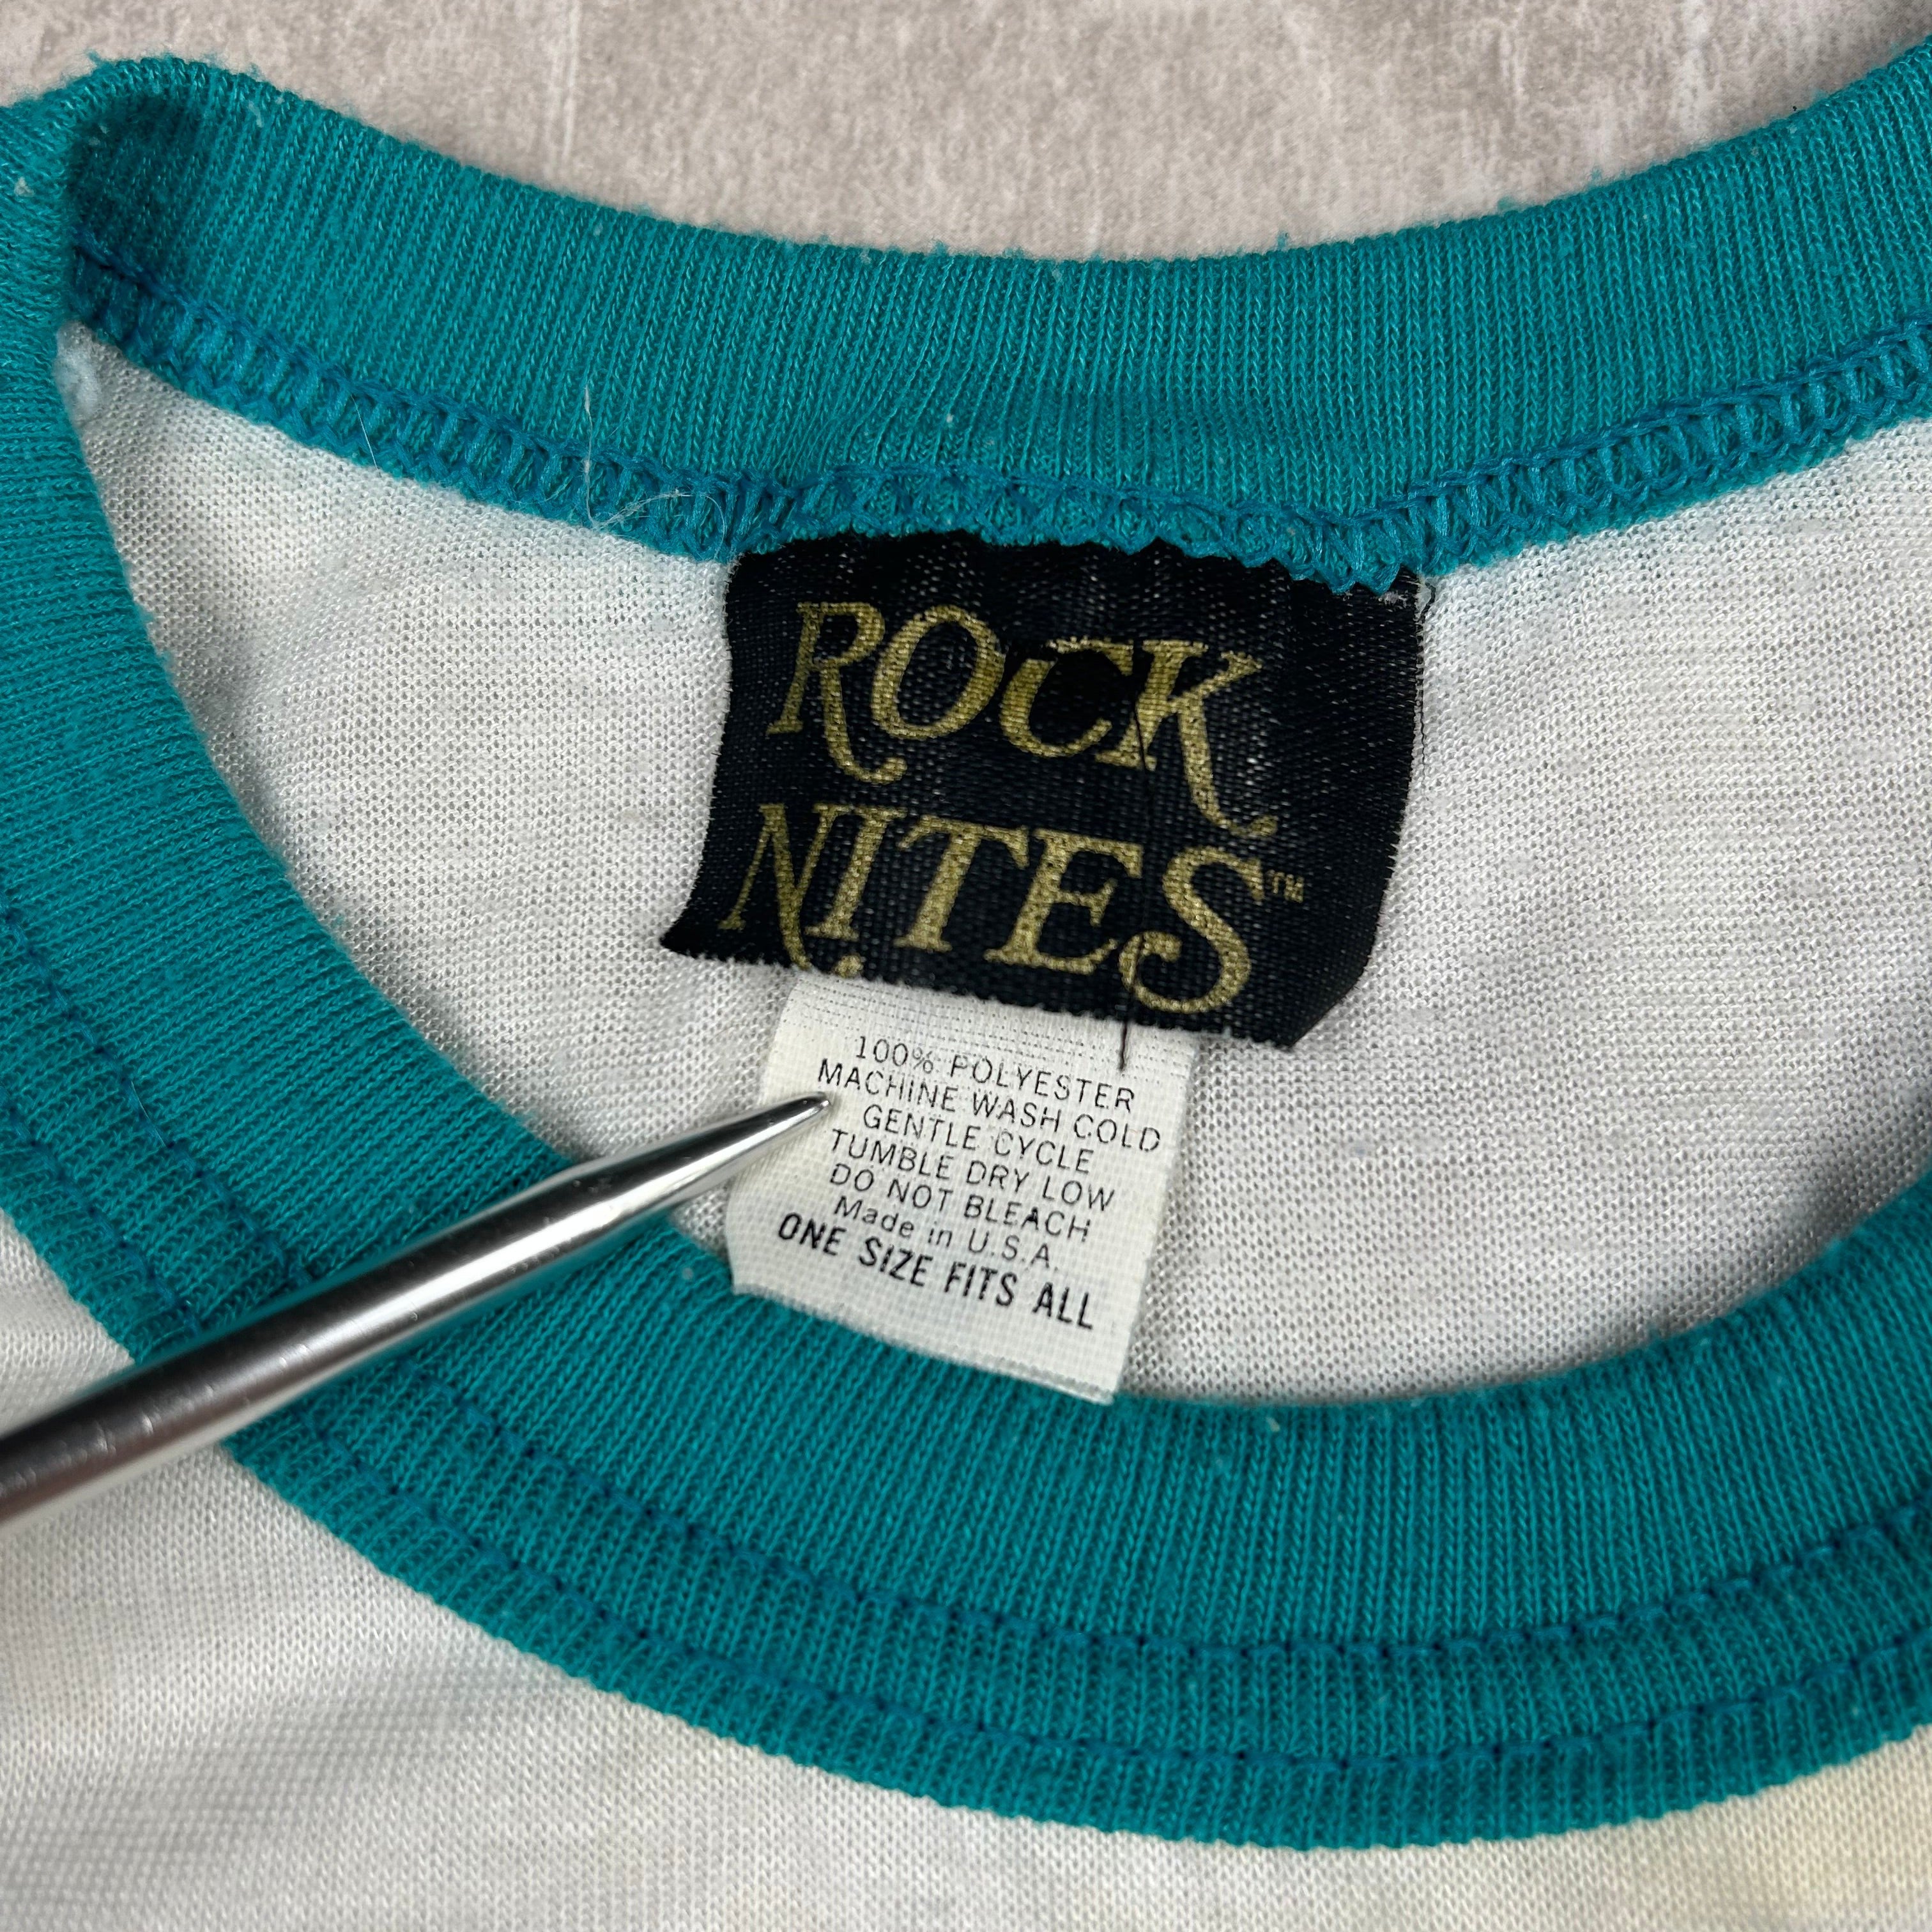 ROCK
NITES™
100% POLYESTER
MACHINE WASH COLD
GENTLE CYCLE
TUMBLE DRY LOW
DO NOT BLEACH
Made in U.S.A.
ONE SIZE FITS ALL